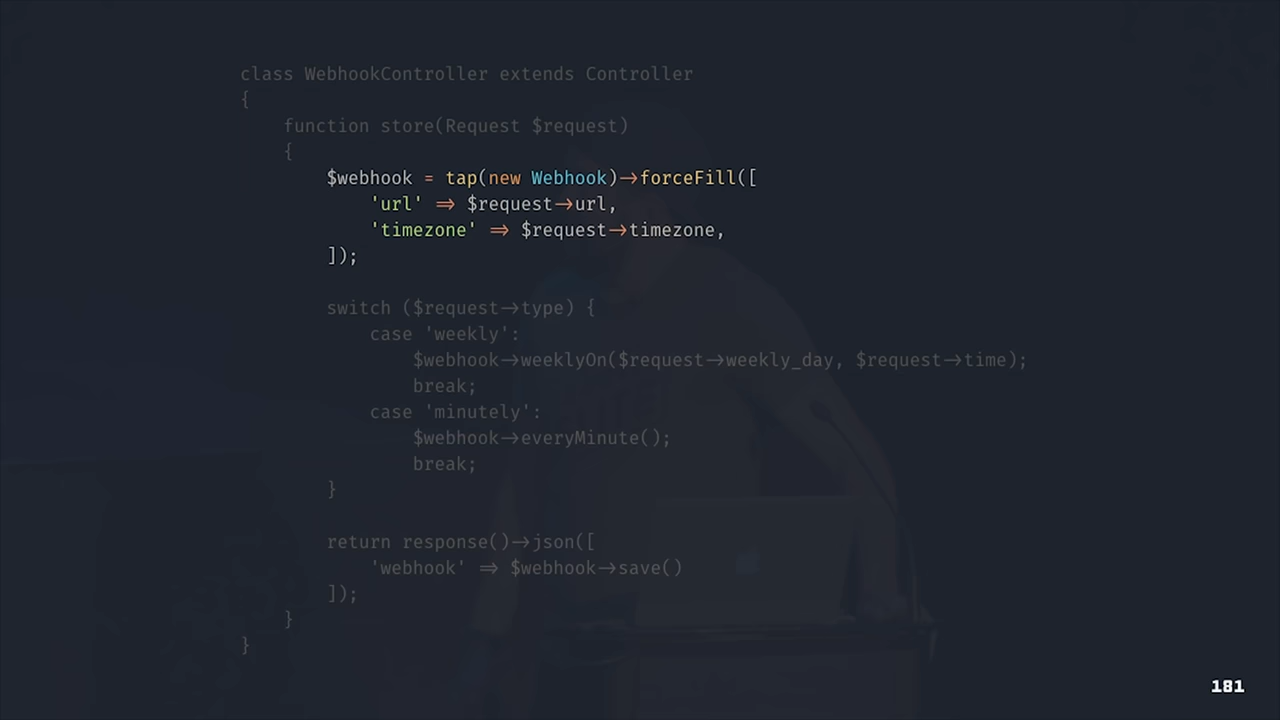 class WebhookController extends Controller
{
    function store(Request $request)
    {
        $webhook = tap(new Webhook)->forceFill([
            'url' => $request->url,
            'timezone' => $request->timezone,
        ]);

        switch ($request->type) {
            case 'weekly':
                $webhook->weeklyOn($request->weekly_day, $request->time);
                break;
            case 'minutely':
                $webhook->everyMinute();
                break;
        }

        return response()->json([
            'webhook' => $webhook->save()
        ]);
    }
}
181